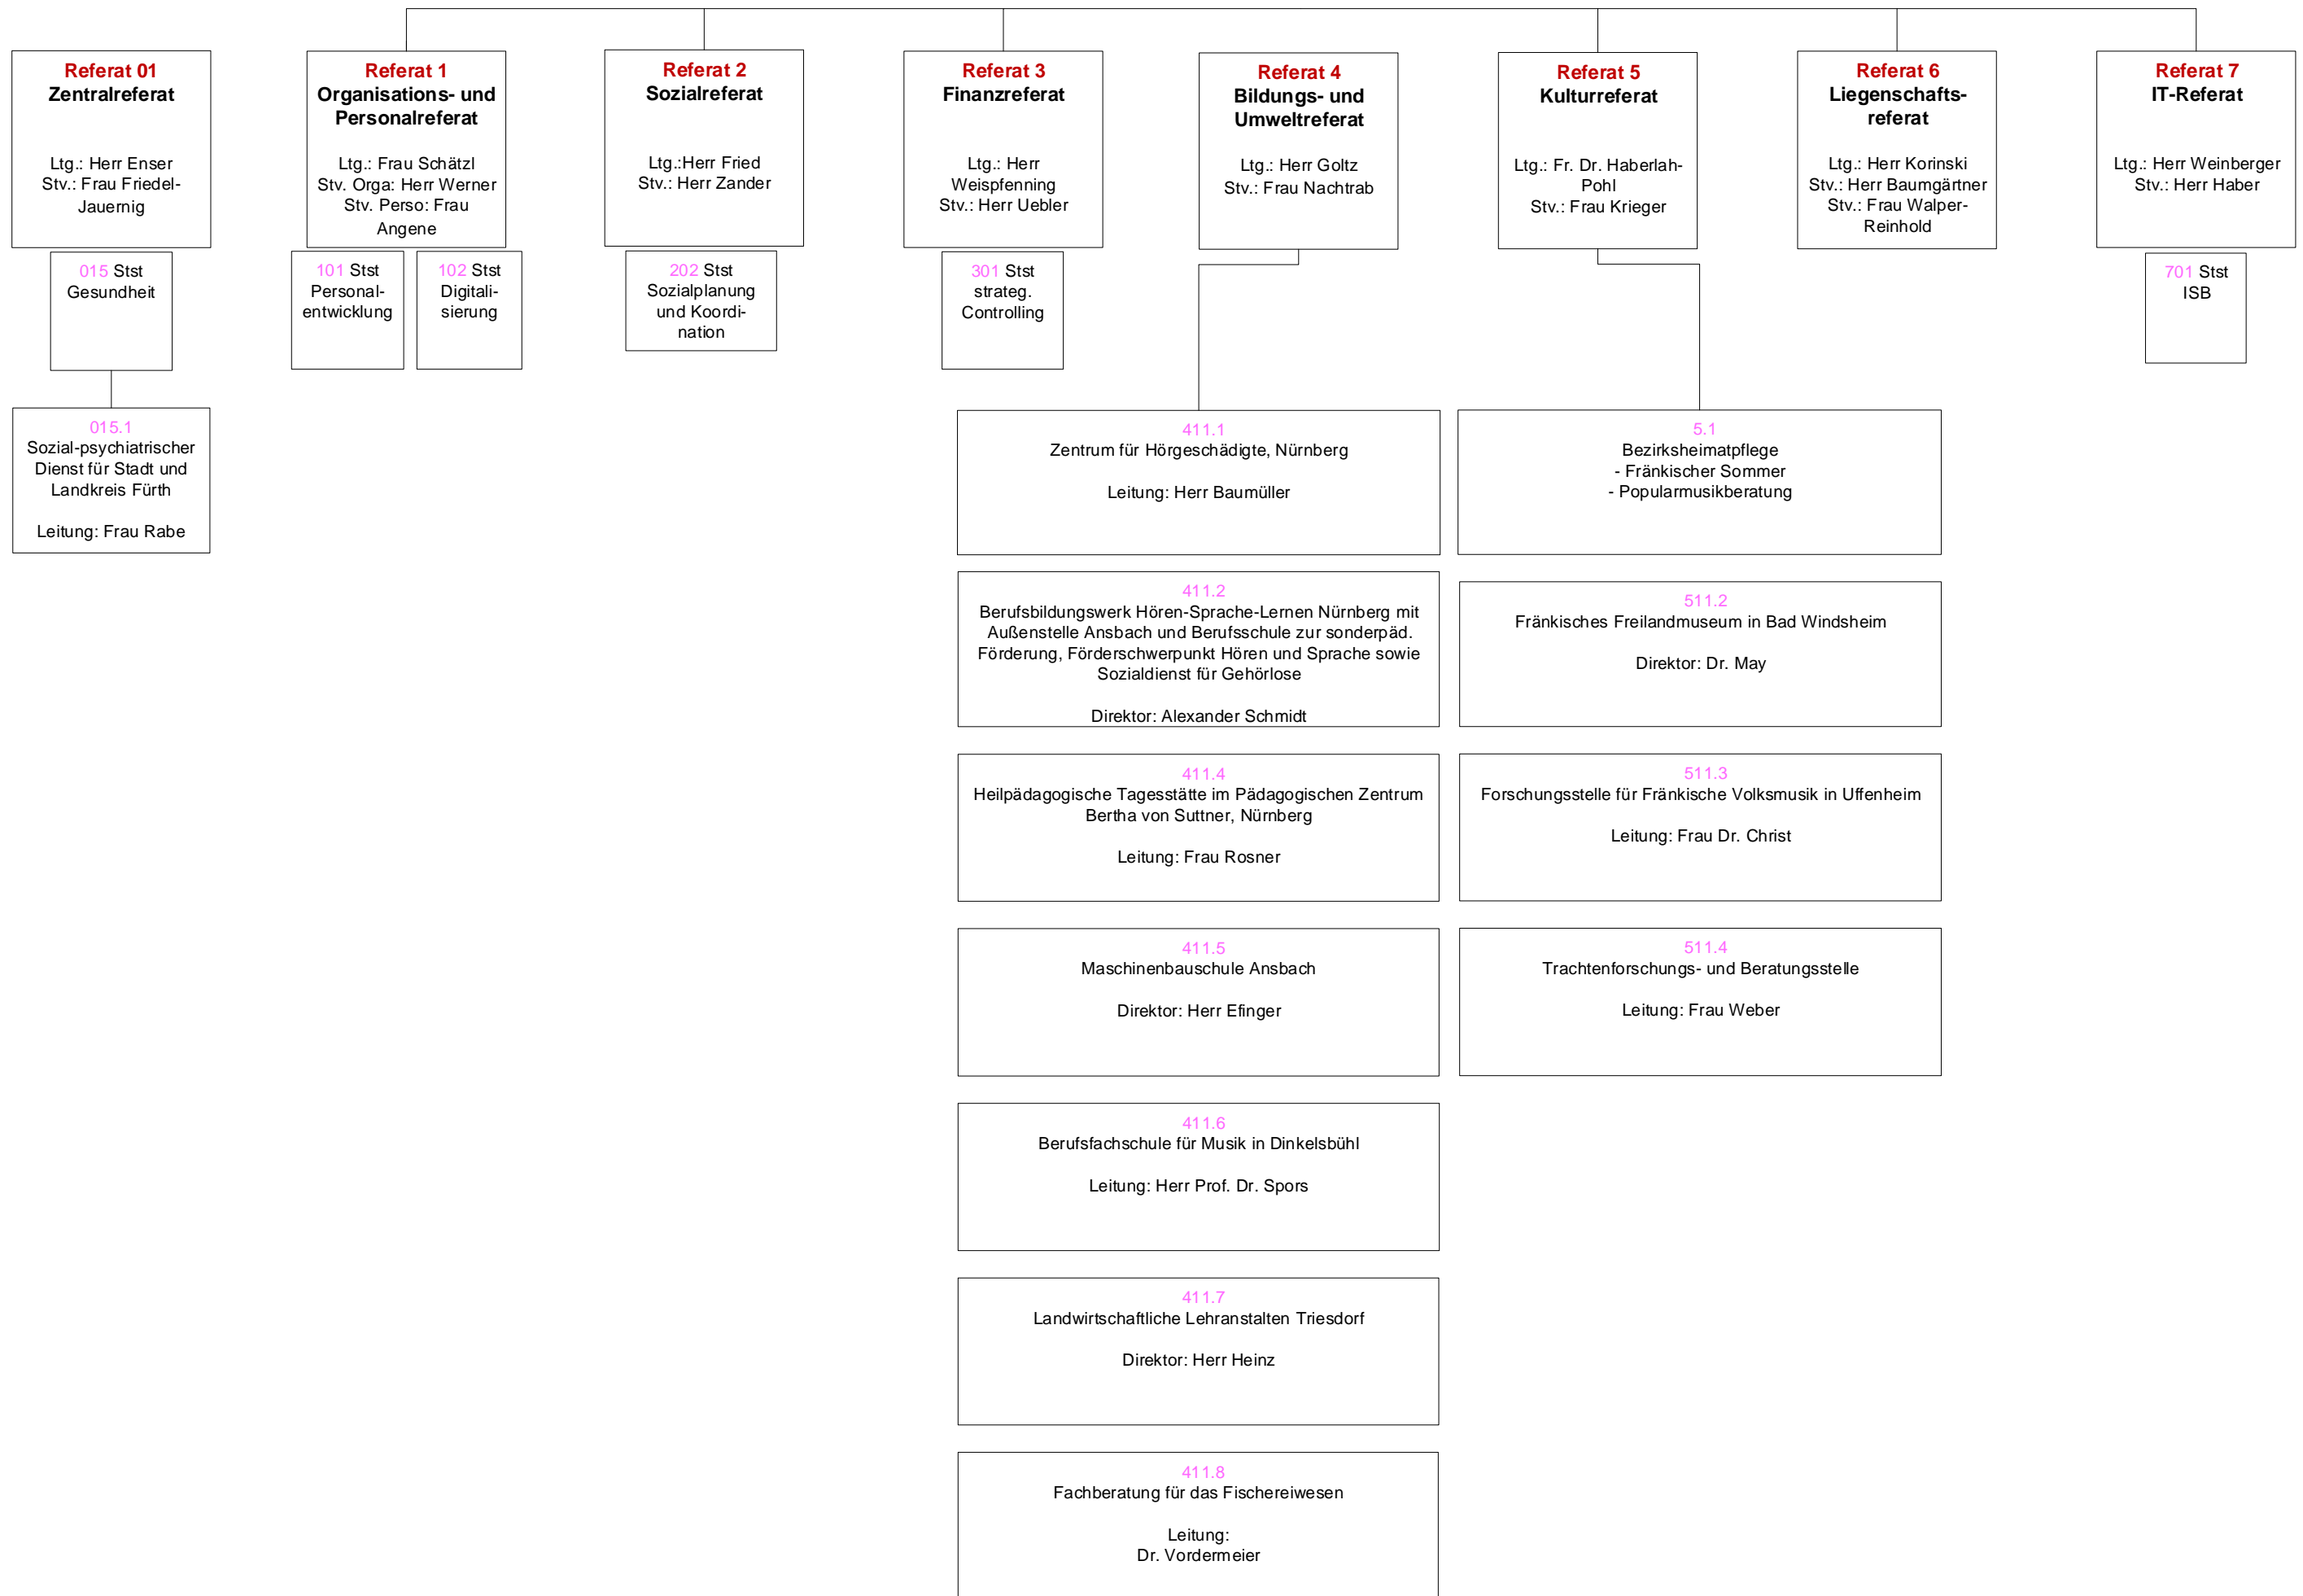 Referat 01
Zentralreferat
Ltg.: Herr Enser
Stv.: Frau Friedel-
Jauernig
Referat 1
Organisations- und
Personalreferat
Ltg.: Frau Schätzl
Stv. Orga: Herr Werner
Stv. Perso: Frau
Angene
Referat 2
Sozialreferat
Ltg.:Herr Fried
Stv.: Herr Zander
Referat 3
Finanzreferat
Ltg.: Herr
Weispfenning
Stv.: Herr Uebler
Referat 4
Bildungs- und
Umweltreferat
Ltg.: Herr Goltz
Stv.: Frau Nachtrab
Referat 5
Kulturreferat
Ltg.: Fr. Dr. Haberlah-
Pohl
Stv.: Frau Krieger
Referat 6
Liegenschafts-
referat
Ltg.: Herr Korinski
Stv.: Herr Baumgärtner
Stv.: Frau Walper-
Reinhold
Referat 7
IT-Referat
Ltg.: Herr Weinberger
Stv.: Herr Haber
015 Stst
Gesundheit
101 Stst
Personal-
entwicklung
102 Stst
Digitali-
sierung
202 Stst
Sozialplanung
und Koordi-
nation
301 Stst
strateg.
Controlling
701 Stst
ISB
015.1
Sozial-psychiatrischer
Dienst für Stadt und
Landkreis Fürth
Leitung: Frau Rabe
411.1
Zentrum für Hörgeschädigte, Nürnberg
Leitung: Herr Baumüller
411.2
Berufsbildungswerk Hören-Sprache-Lernen Nürnberg mit
Außenstelle Ansbach und Berufsschule zur sonderpäd.
Förderung, Förderschwerpunkt Hören und Sprache sowie
Sozialdienst für Gehörlose
Direktor: Alexander Schmidt
411.4
Heilpädagogische Tagesstätte im Pädagogischen Zentrum
Bertha von Suttner, Nürnberg
Leitung: Frau Rosner
411.5
Maschinenbauschule Ansbach
Direktor: Herr Efinger
411.6
Berufsfachschule für Musik in Dinkelsbühl
Leitung: Herr Prof. Dr. Spors
411.7
Landwirtschaftliche Lehranstalten Triesdorf
Direktor: Herr Heinz
411.8
Fachberatung für das Fischereiwesen
Leitung:
Dr. Vordermeier
5.1
Bezirksheimatpflege
- Fränkischer Sommer
- Popularmusikberatung
511.2
Fränkisches Freilandmuseum in Bad Windsheim
Direktor: Dr. May
511.3
Forschungsstelle für Fränkische Volksmusik in Uffenheim
Leitung: Frau Dr. Christ
511.4
Trachtenforschungs- und Beratungsstelle
Leitung: Frau Weber